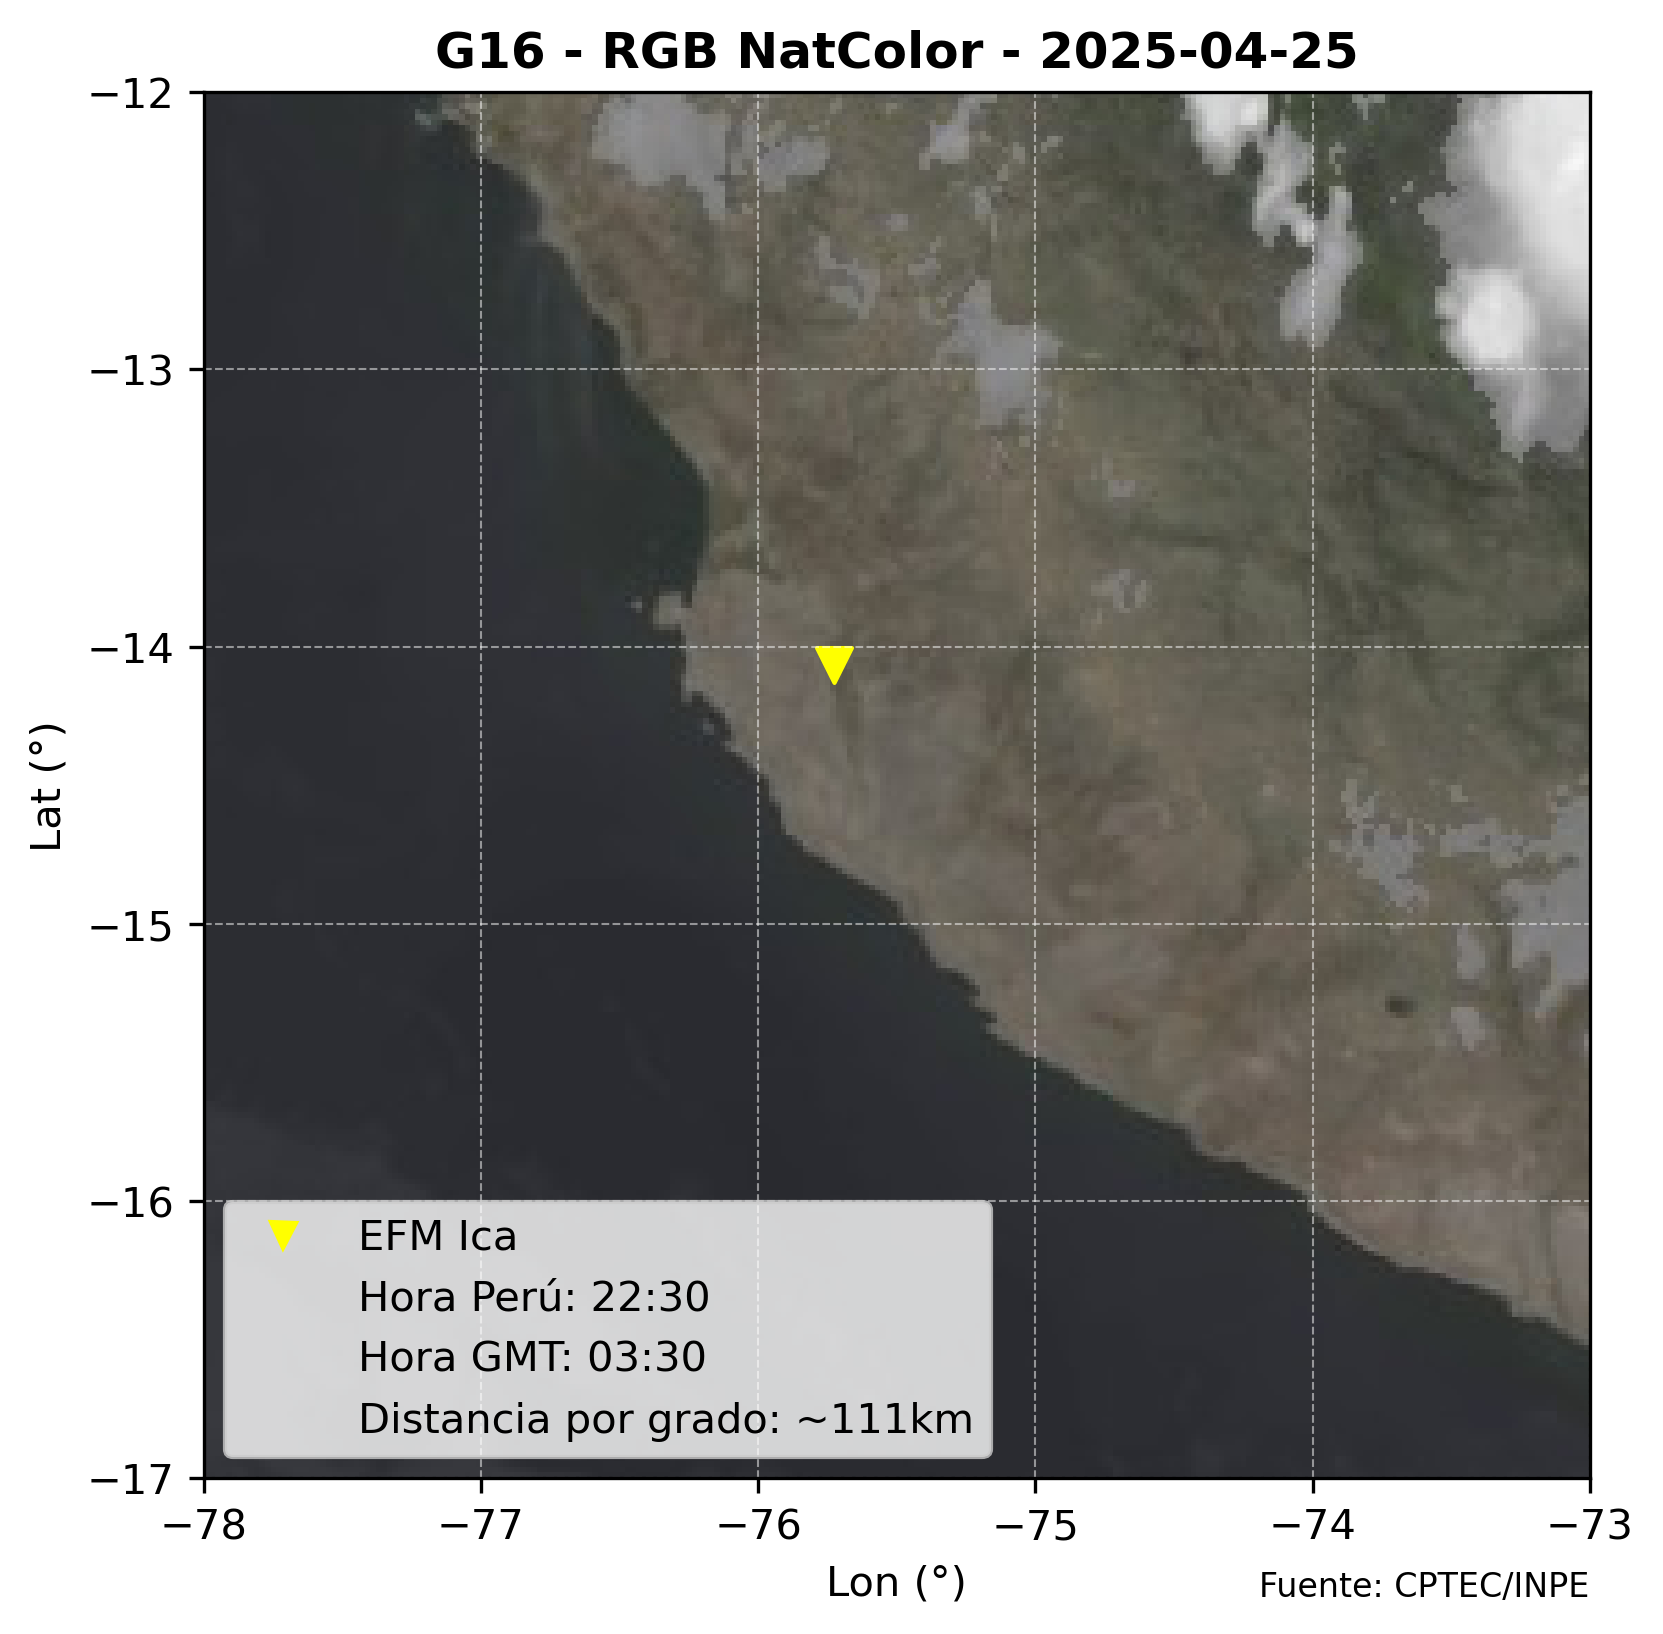 G16 - RGB NatColor - 2025-04-25
−12
−13
−14
−15
−16
−17
Lat (°)
EFM Ica
Hora Perú: 22:30
Hora GMT: 03:30
Distancia por grado: ~111km
−78
−77
−76
−75
−74
−73
Lon (°)
Fuente: CPTEC/INPE